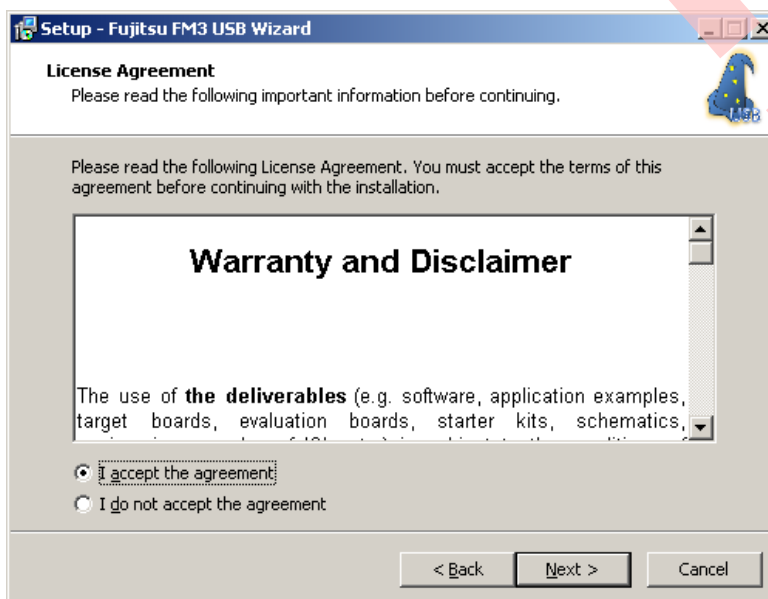 Setup - Fujitsu FM3 USB Wizard
License Agreement
Please read the following important information before continuing.
USB
Please read the following License Agreement. You must accept the terms of this
agreement before continuing with the installation.
Warranty and Disclaimer
The use of the deliverables (e.g. software, application examples,
target boards, evaluation boards, starter kits, schematics,
I accept the agreement
I do not accept the agreement
< Back
Next >
Cancel